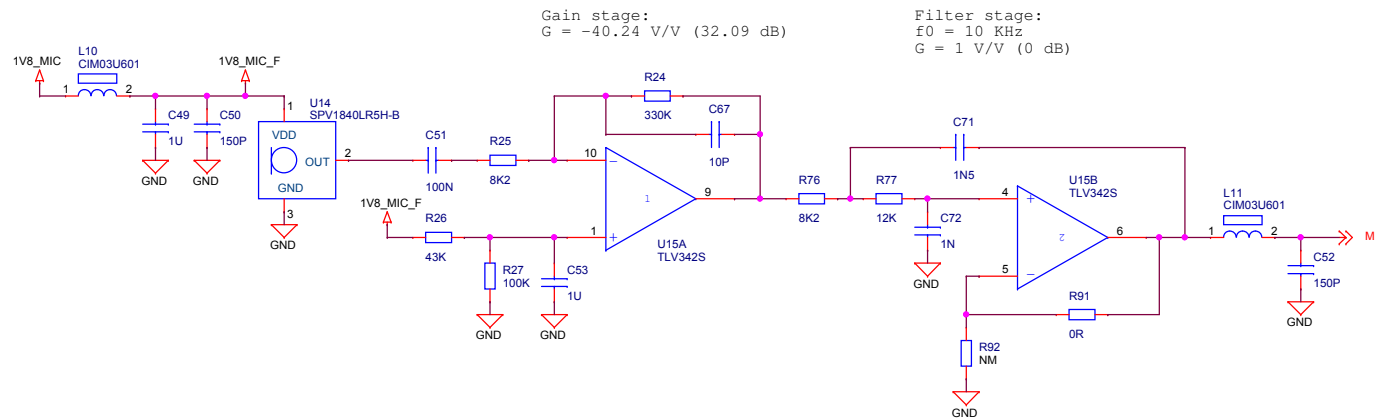 Gain stage:
G = -40.24 V/V (32.09 dB)
Filter stage:
f0 = 10 KHz
G = 1 V/V (0 dB)
L10
CIM03U601
1V8_MIC
1
2
1V8_MIC_F
C49
1U
GND
C50
150P
GND
U14
SPV1840LR5H-B
1
VDD
OUT
GND
2
3
GND
C51
100N
R25
8K2
R24
330K
C67
10P
10
9
1
1
U15A
TLV342S
1V8_MIC_F
R26
43K
R27
100K
GND
C53
1U
GND
R76
8K2
R77
12K
C71
1N5
C72
1N
GND
4
5
6
2
U15B
TLV342S
R91
0R
R92
NM
GND
L11
CIM03U601
1
2
C52
150P
GND
M